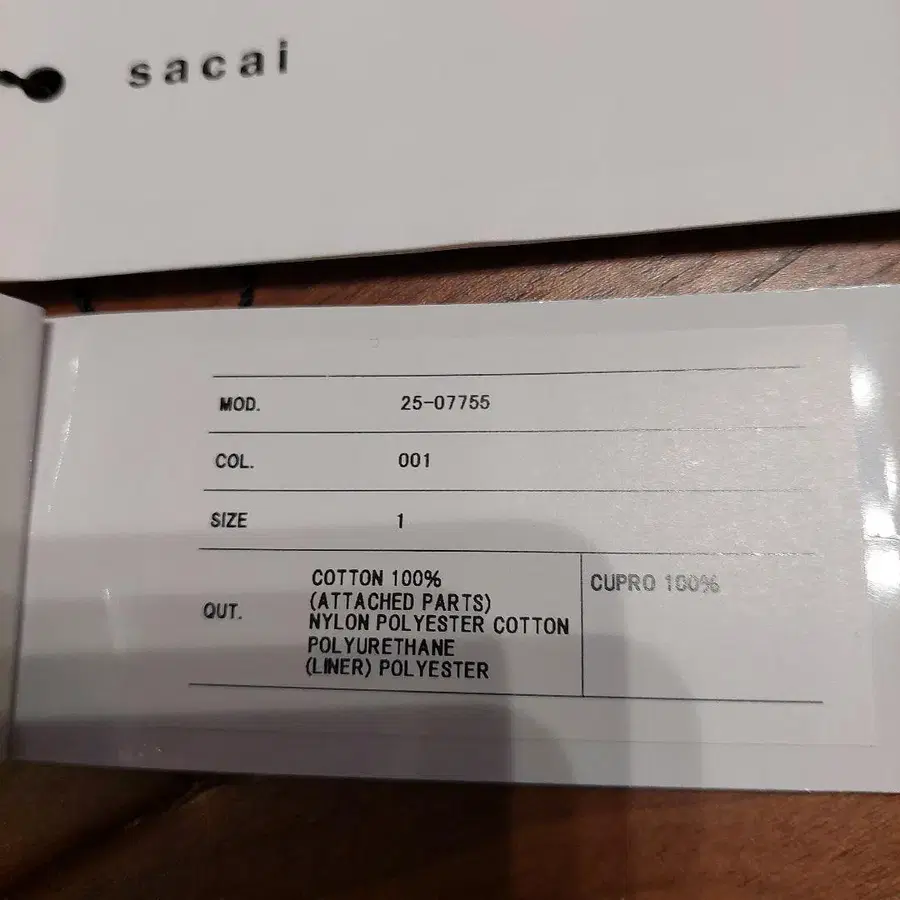 sacai
MOD. 25-07755
COL. 001
SIZE 1
QUT. COTTON 100%
(ATTACHED PARTS)
NYLON POLYESTER COTTON
POLYURETHANE
(LINER) POLYESTER
CUPRO 100%